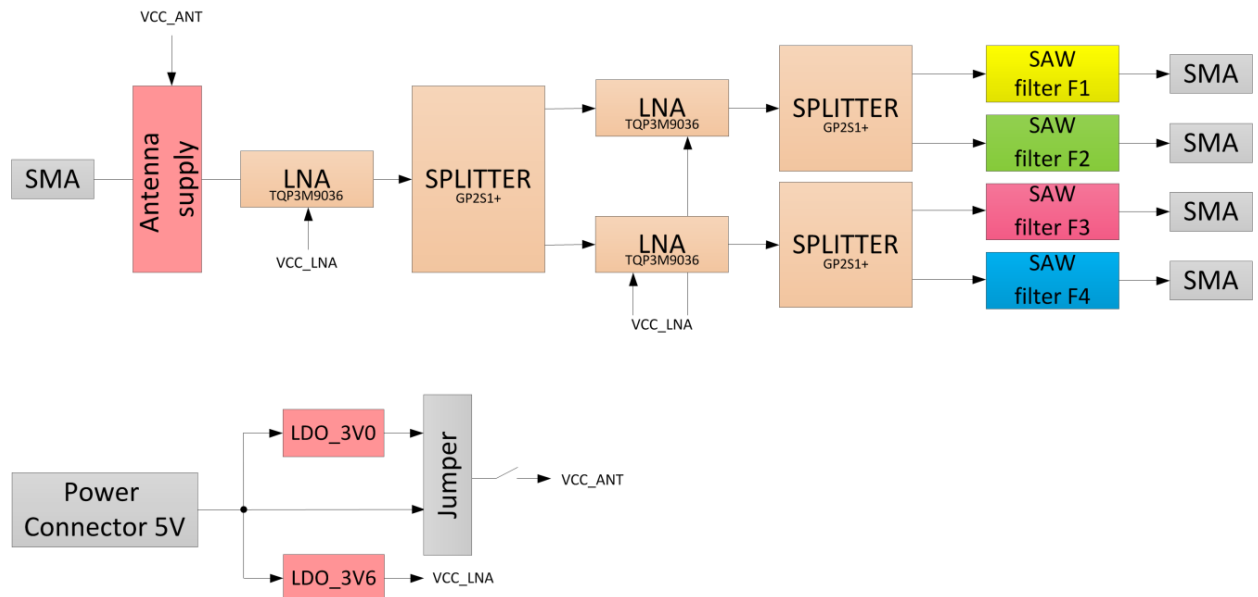 VCC_ANT
SMA
Antenna
supply
LNA
TQP3M9036
VCC_LNA
SPLITTER
GP2S1+
LNA
TQP3M9036
LNA
TQP3M9036
VCC_LNA
SPLITTER
GP2S1+
SPLITTER
GP2S1+
SAW
filter F1
SMA
SAW
filter F2
SMA
SAW
filter F3
SMA
SAW
filter F4
SMA
Power
Connector 5V
LDO_3V0
LDO_3V6
Jumper
VCC_ANT
VCC_LNA